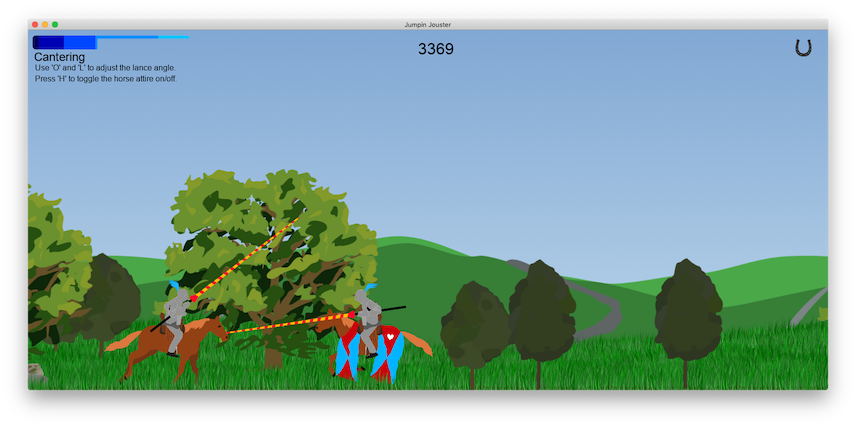 Jumpin Jouster
3369
Cantering
Use 'O' and 'L' to adjust the lance angle.
Press 'H' to toggle the horse attire on/off.